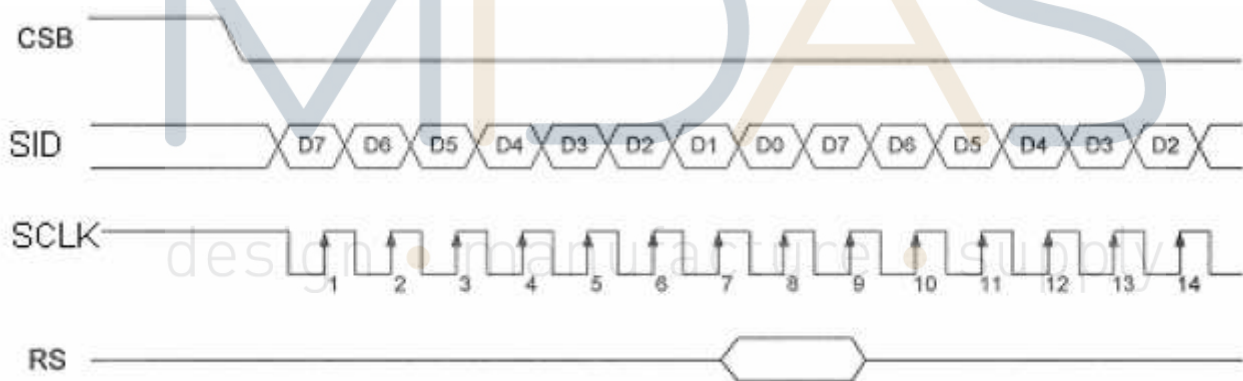 MIDAS
CSB
SID D7 D6 D5 D4 D3 D2 D1 D0 D7 D6 D5 D4 D3 D2
SCLK
design • manufacture • supply
1 2 3 4 5 6 7 8 9 10 11 12 13 14
RS